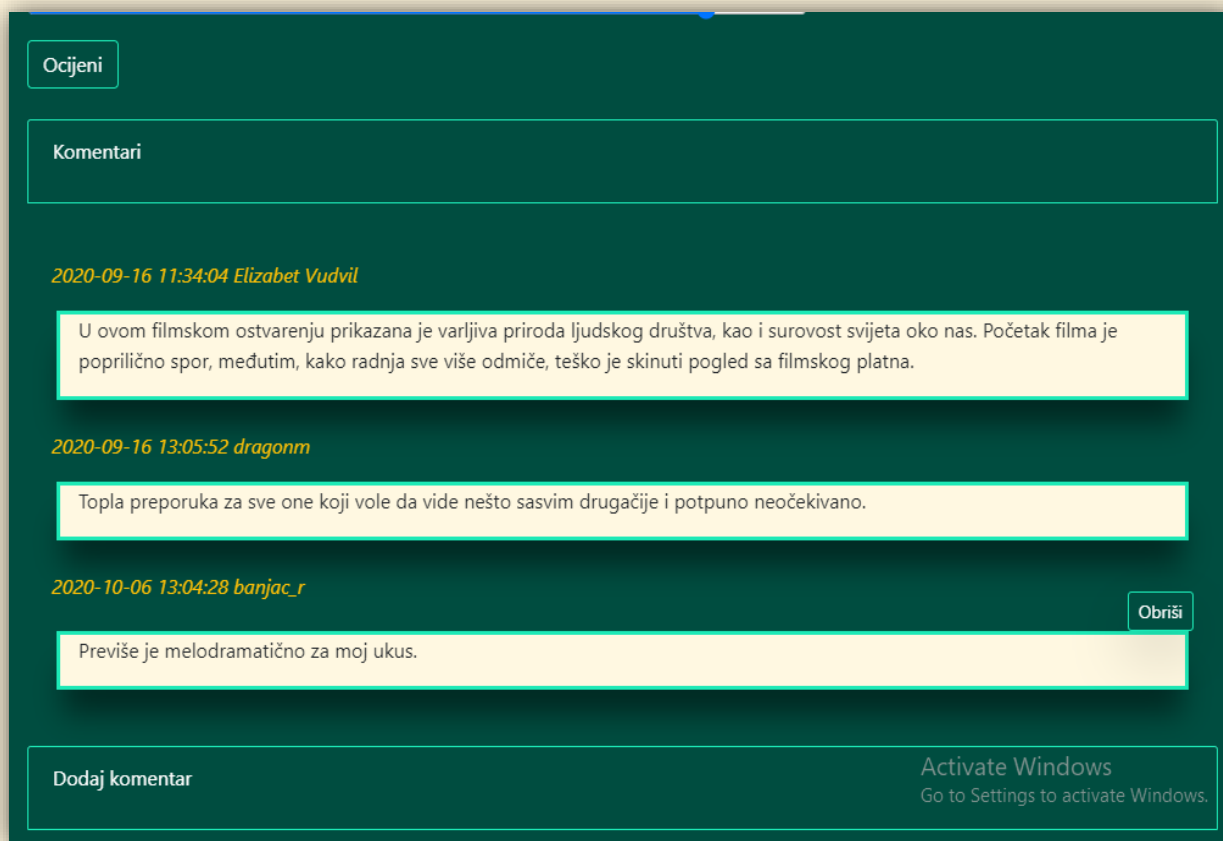 Ocijeni
Komentari
2020-09-16 11:34:04 Elizabet Vudvil
U ovom filmskom ostvarenju prikazana je varljiva priroda ljudskog društva, kao i surovost svijeta oko nas. Početak filma je
poprilično spor, međutim, kako radnja sve više odmiče, teško je skinuti pogled sa filmskog platna.
2020-09-16 13:05:52 dragonm
Topla preporuka za sve one koji vole da vide nešto sasvim drugačije i potpuno neočekivano.
2020-10-06 13:04:28 banjac_r
Obriši
Previše je melodramatično za moj ukus.
Dodaj komentar
Activate Windows
Go to Settings to activate Windows.